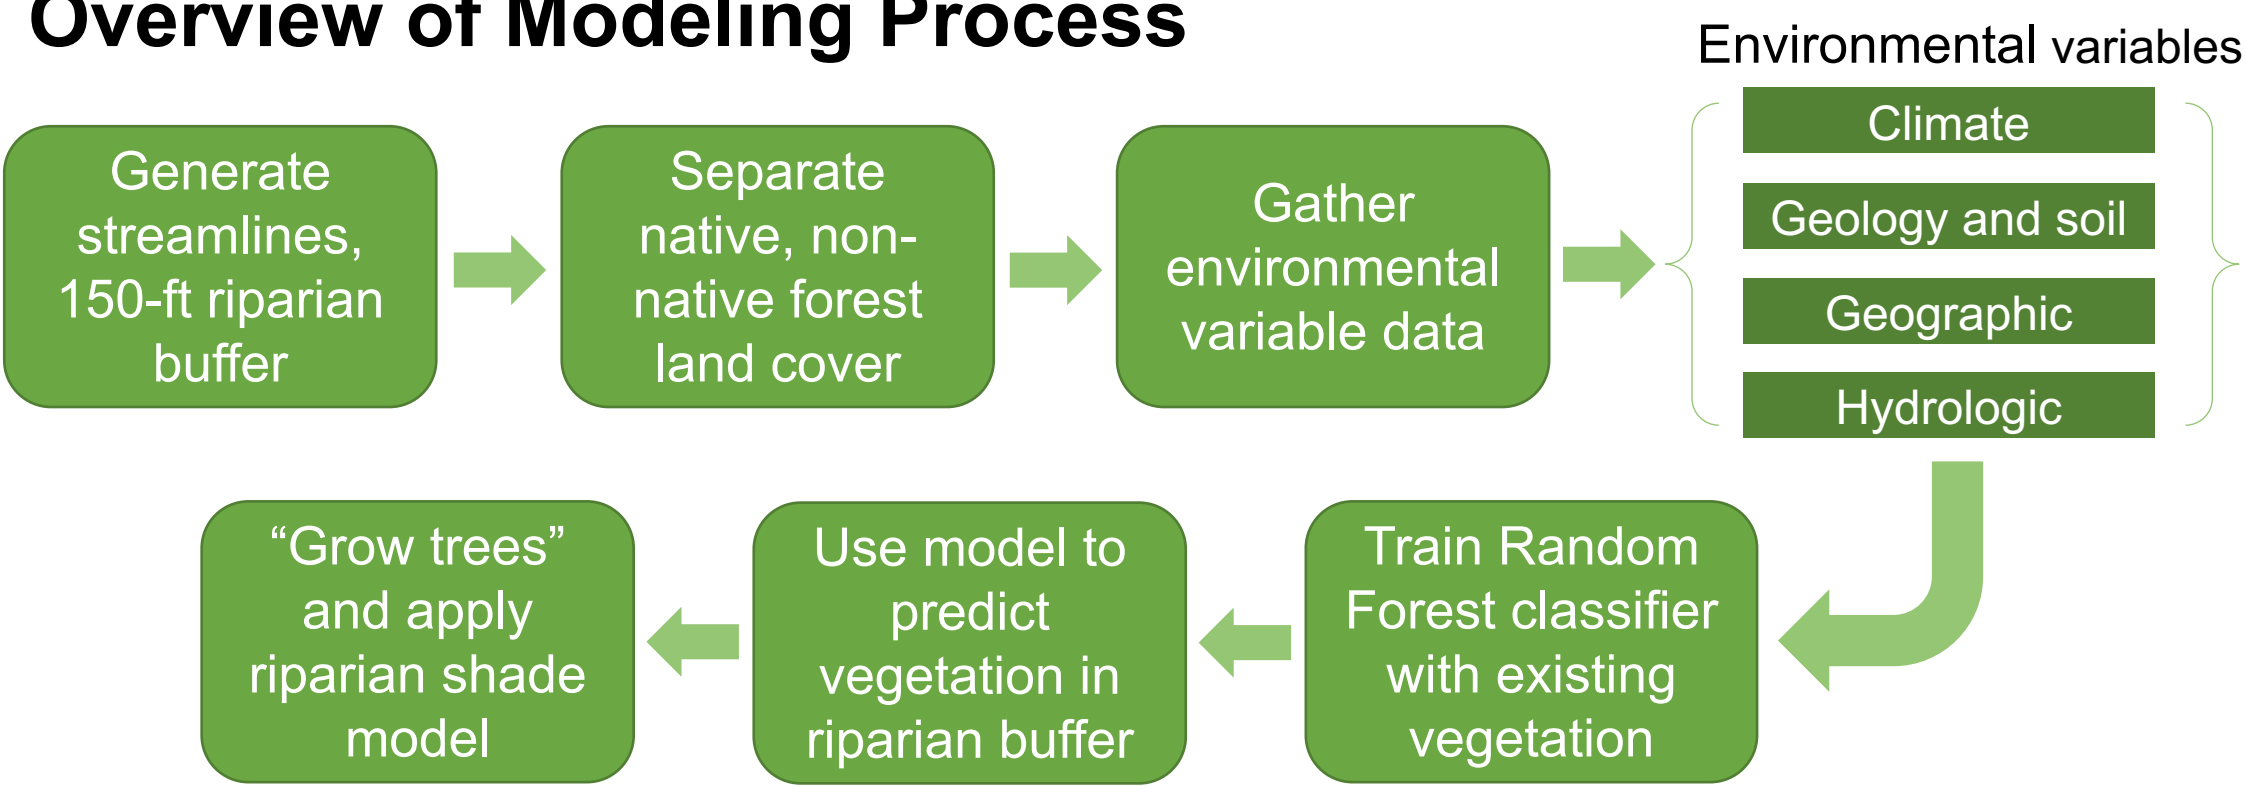 Overview of Modeling Process
Environmental variables
Generate
streamlines,
150-ft riparian
buffer
Separate
native, non-
native forest
land cover
Gather
environmental
variable data
Climate
Geology and soil
Geographic
Hydrologic
Train Random
Forest classifier
with existing
vegetation
Use model to
predict
vegetation in
riparian buffer
“Grow trees”
and apply
riparian shade
model